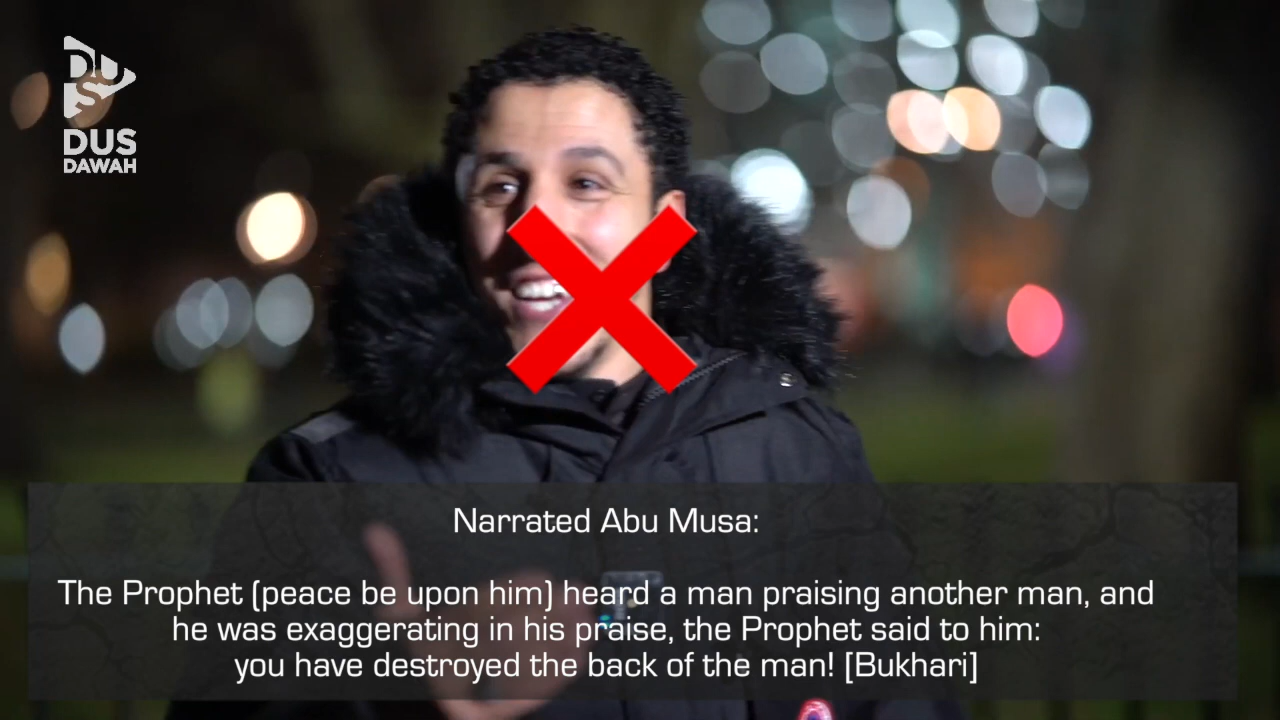 DUS
DUS
DAWAH
Narrated Abu Musa:
The Prophet (peace be upon him) heard a man praising another man, and
he was exaggerating in his praise, the Prophet said to him:
you have destroyed the back of the man! [Bukhari]